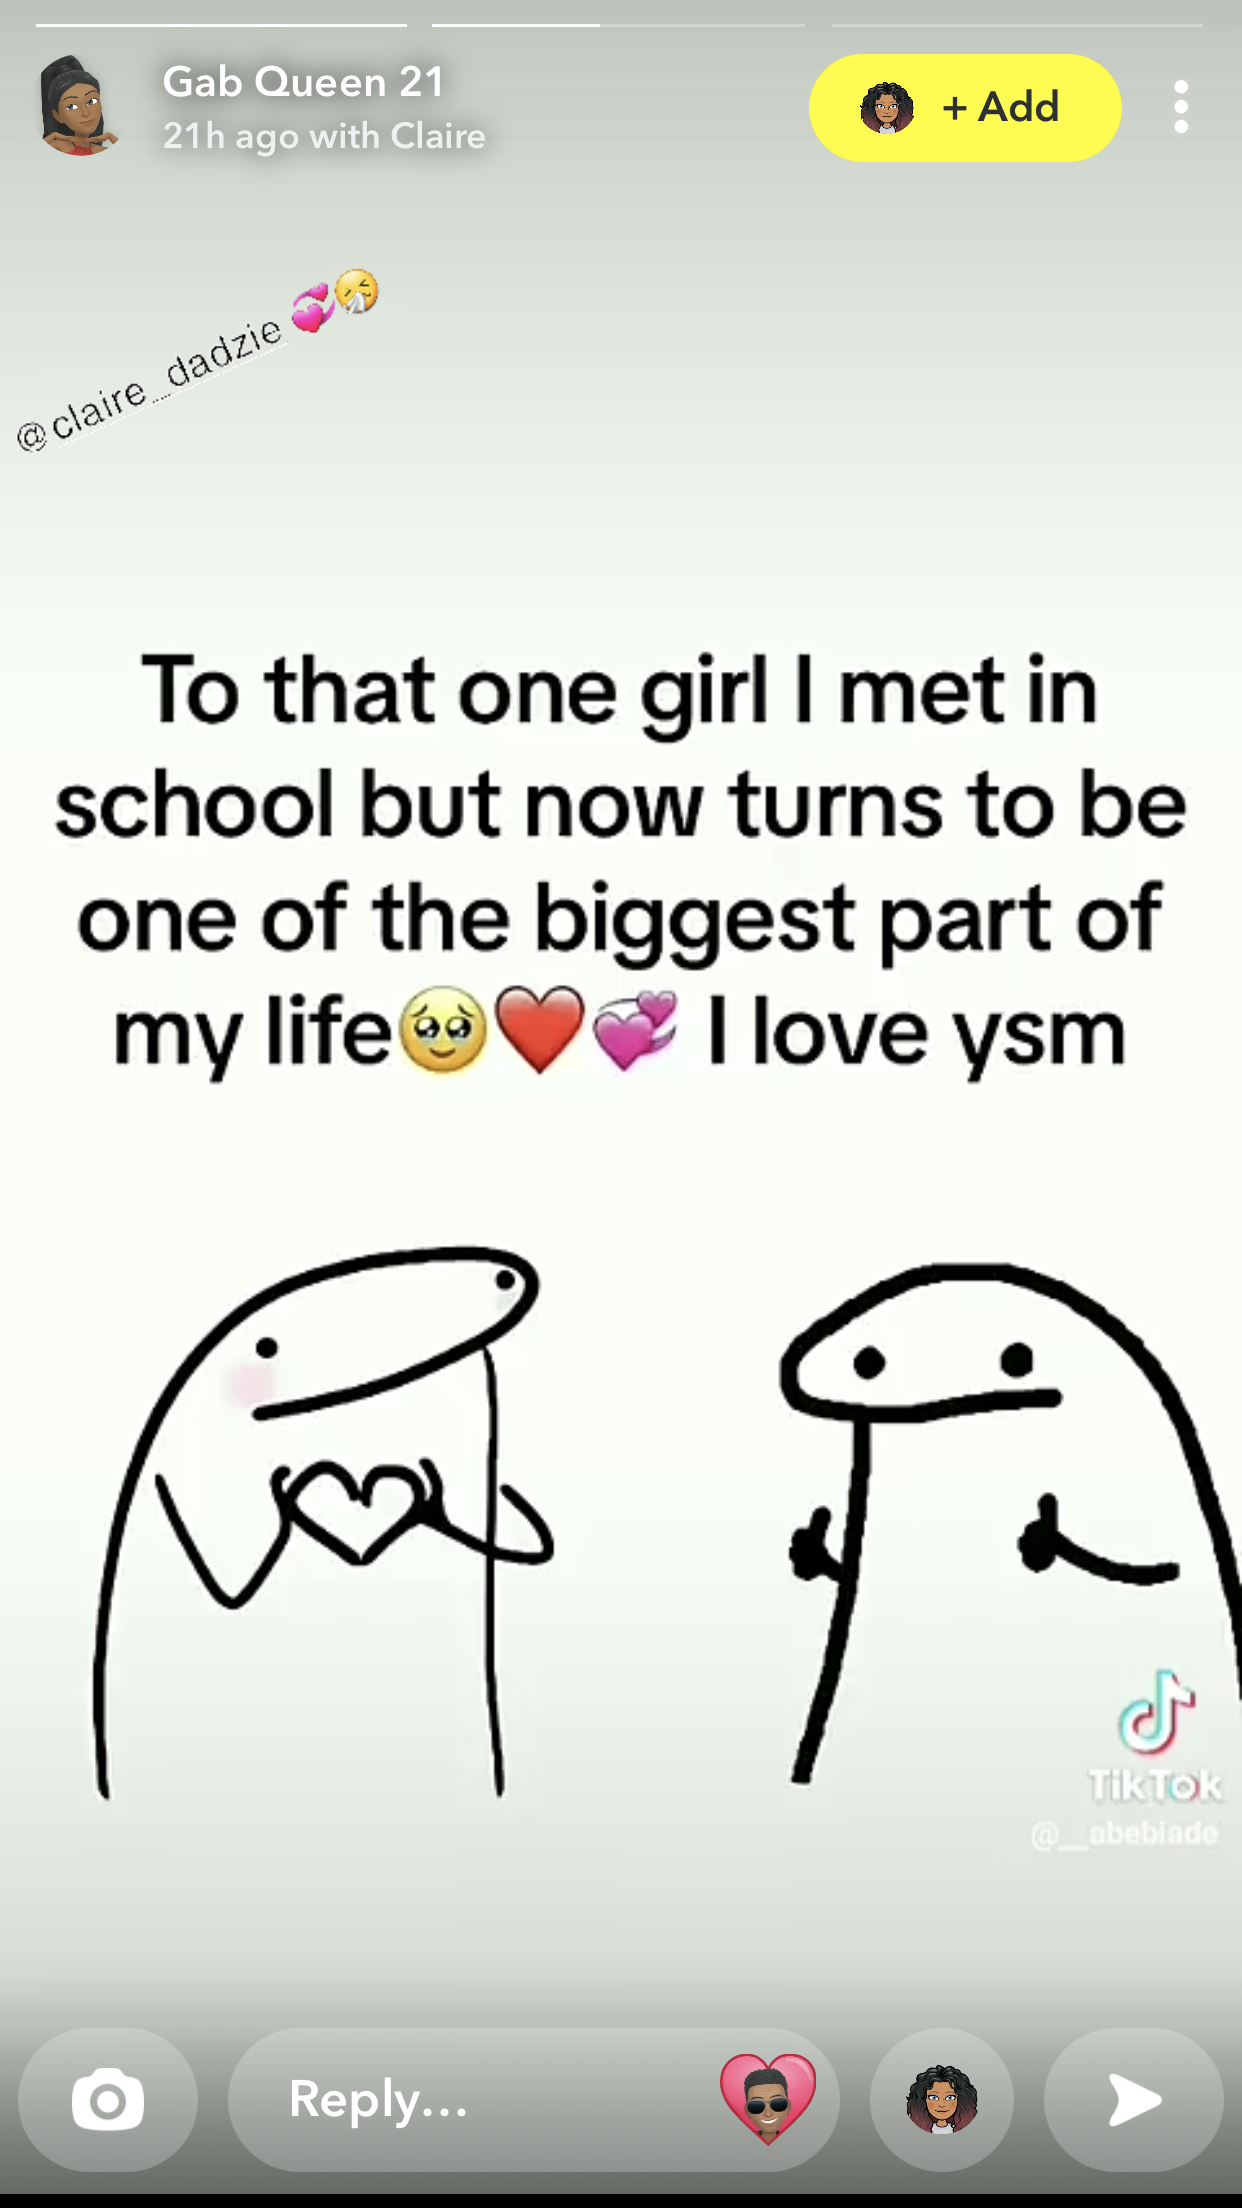 Gab Queen 21
21h ago with Claire
+ Add
@claire_dadzie 💞🤧
To that one girl I met in
school but now turns to be
one of the biggest part of
my life🥹❤️💞 I love ysm
TikTok
@__abebiade
Reply...